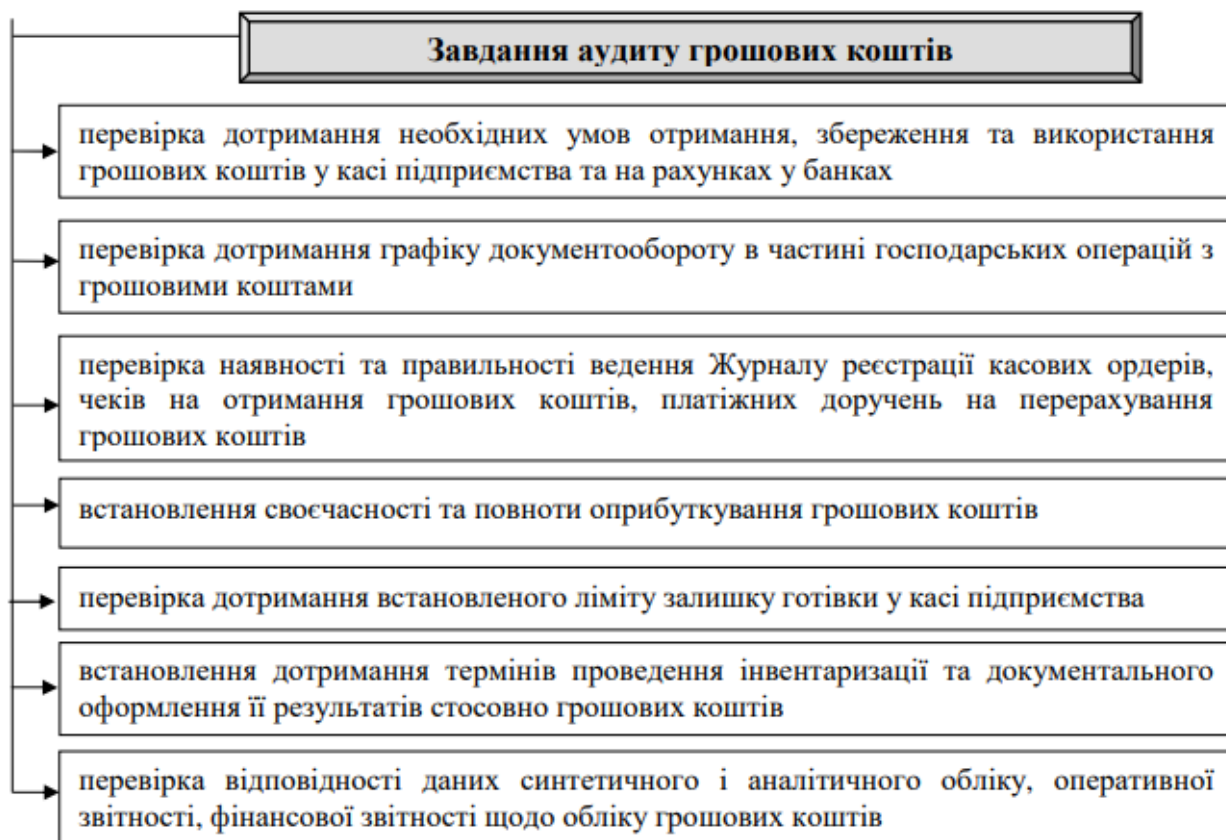 Завдання аудиту грошових коштів
перевірка дотримання необхідних умов отримання, збереження та використання
грошових коштів у касі підприємства та на рахунках у банках
перевірка дотримання графіку документообороту в частині господарських операцій з
грошовими коштами
перевірка наявності та правильності ведення Журналу реєстрації касових ордерів,
чеків на отримання грошових коштів, платіжних доручень на перерахування
грошових коштів
встановлення своєчасності та повноти оприбуткування грошових коштів
перевірка дотримання встановленого ліміту залишку готівки у касі підприємства
встановлення дотримання термінів проведення інвентаризації та документального
оформлення її результатів стосовно грошових коштів
перевірка відповідності даних синтетичного і аналітичного обліку, оперативної
звітності, фінансової звітності щодо обліку грошових коштів